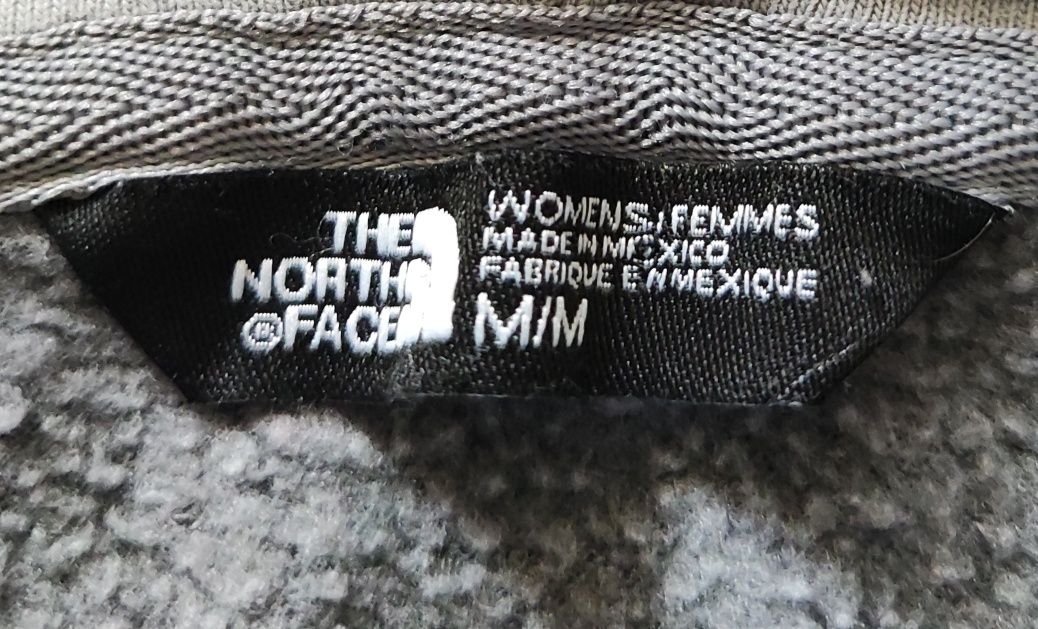 THE
NORTH
®FACE
WOMENS/FEMMES
MADE IN MEXICO
FABRIQUE EN MEXIQUE
M/M